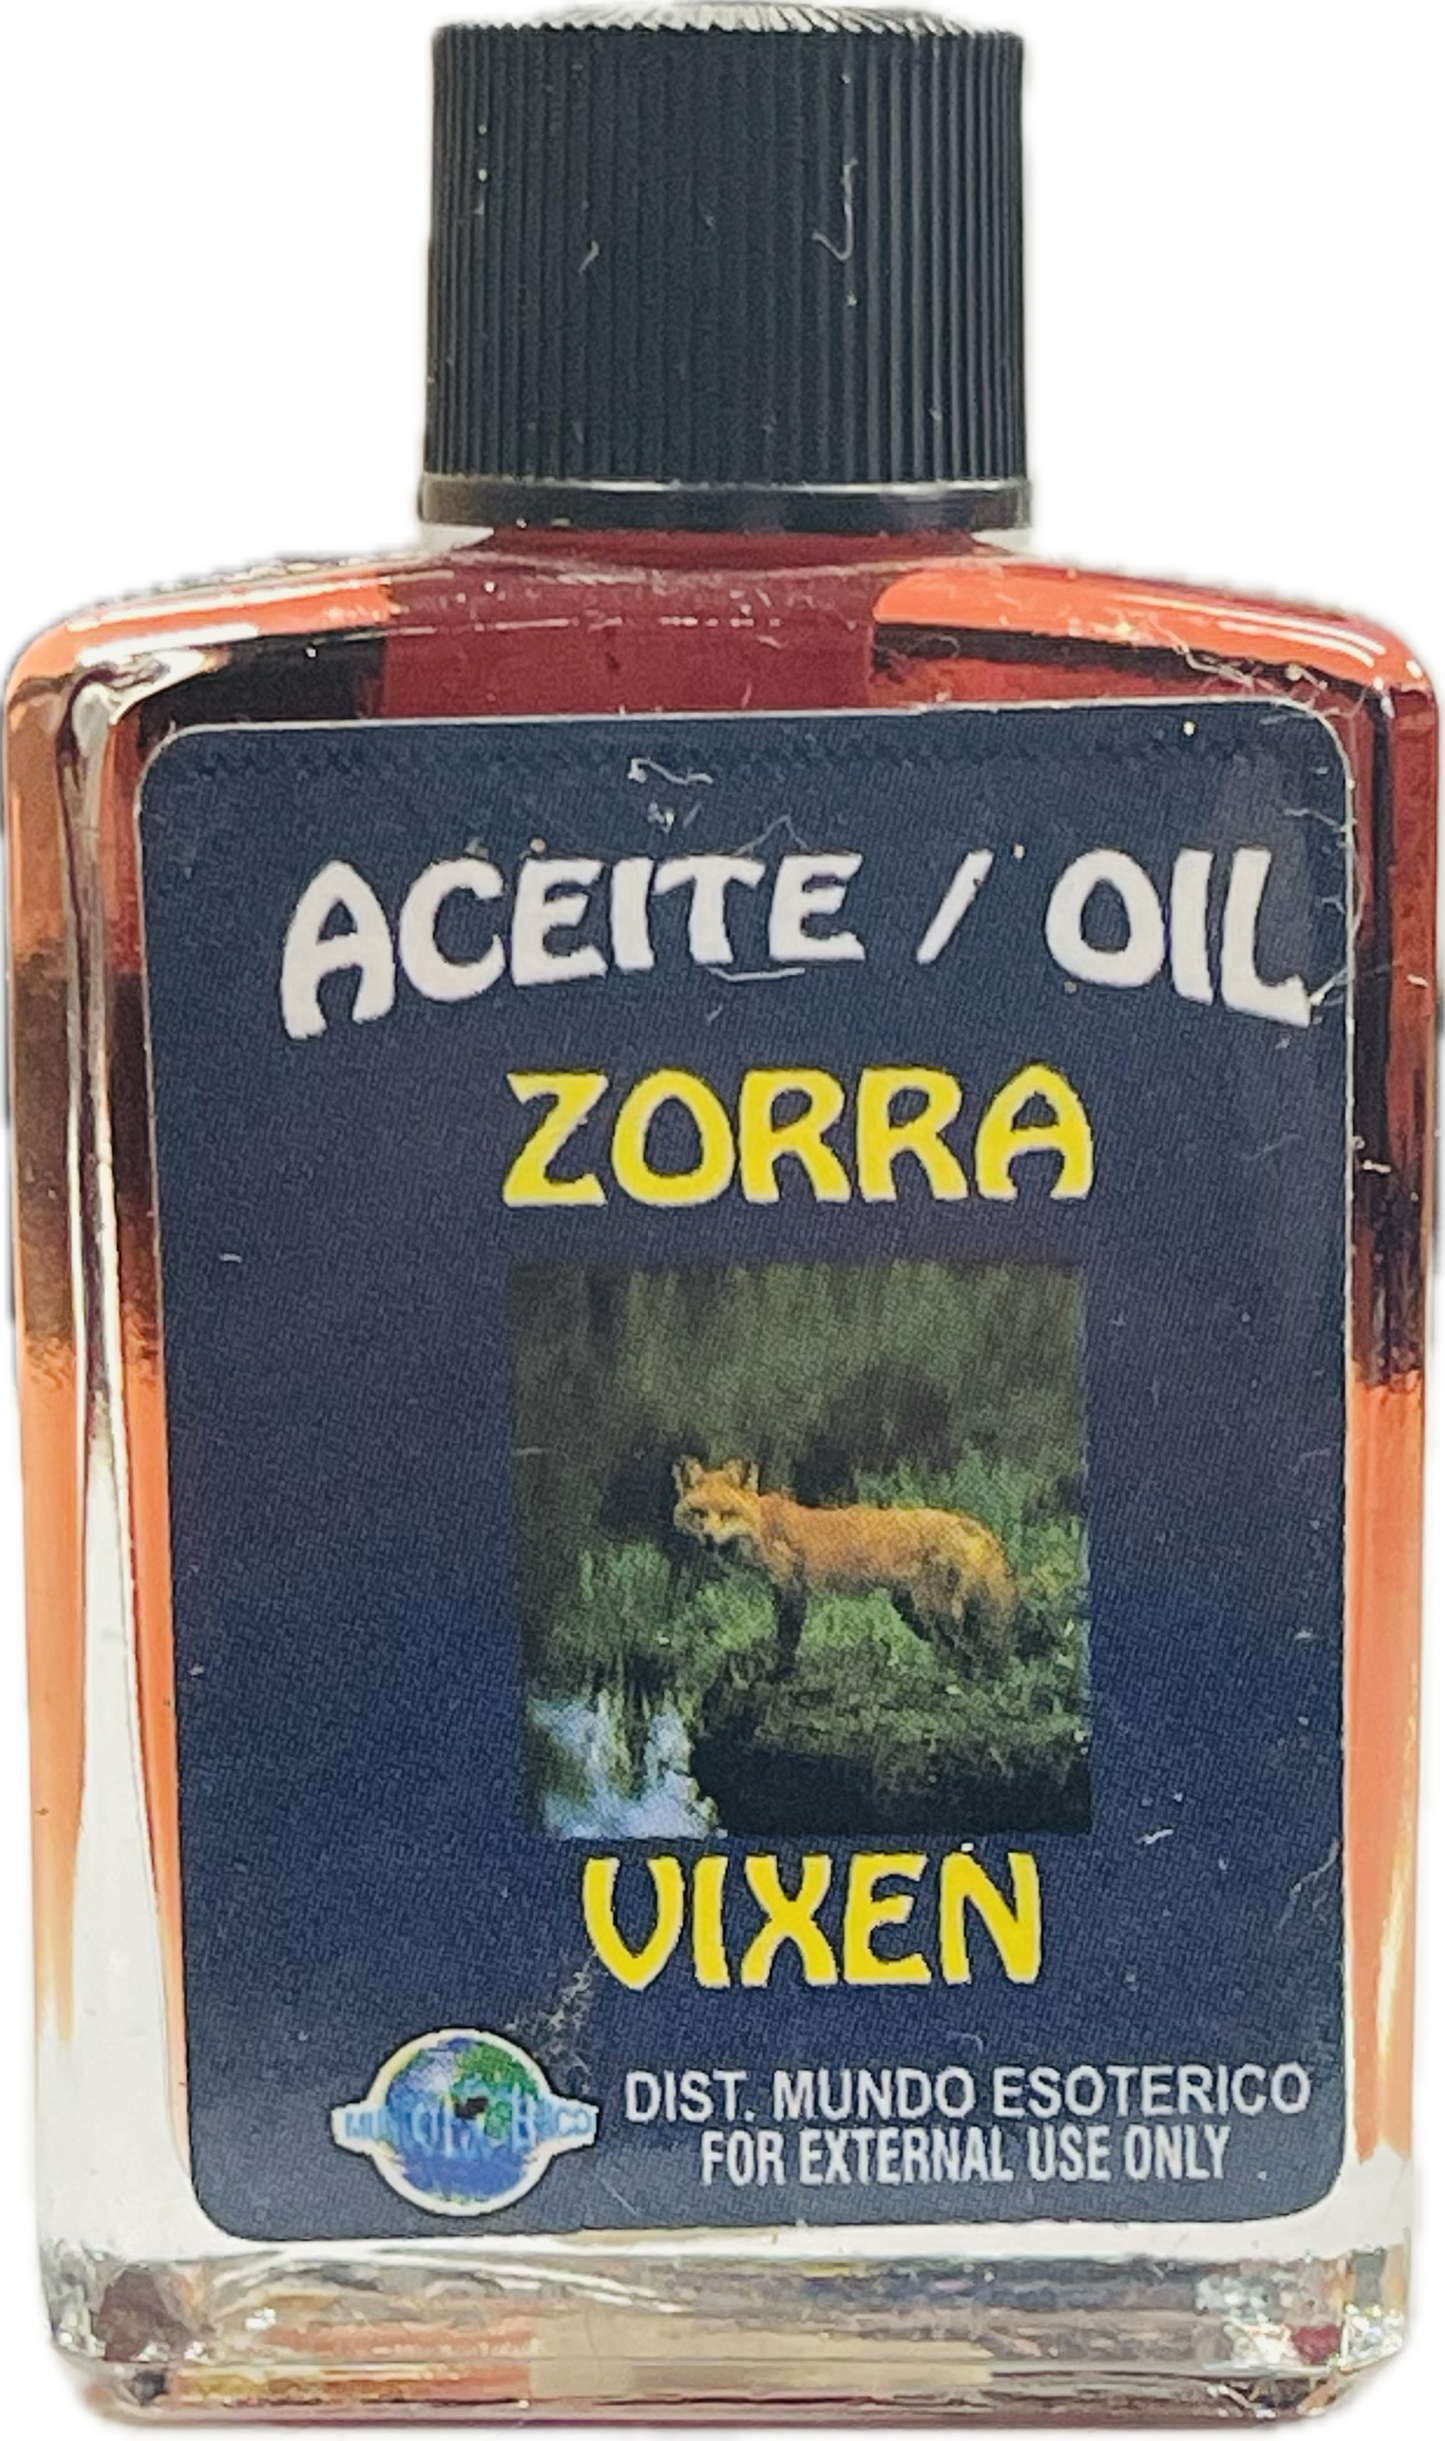 ACEITE / OIL
ZORRA
VIXEN
DIST. MUNDO ESOTERICO
FOR EXTERNAL USE ONLY